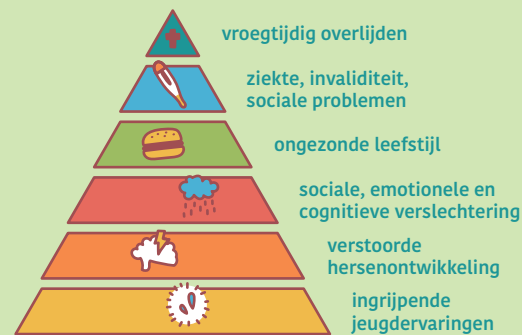 vroegtijdig overlijden
ziekte, invaliditeit,
sociale problemen
ongezonde leefstijl
sociale, emotionele en
cognitieve verslechtering
verstoorde
hersenontwikkeling
ingrijpende
jeugdervaringen